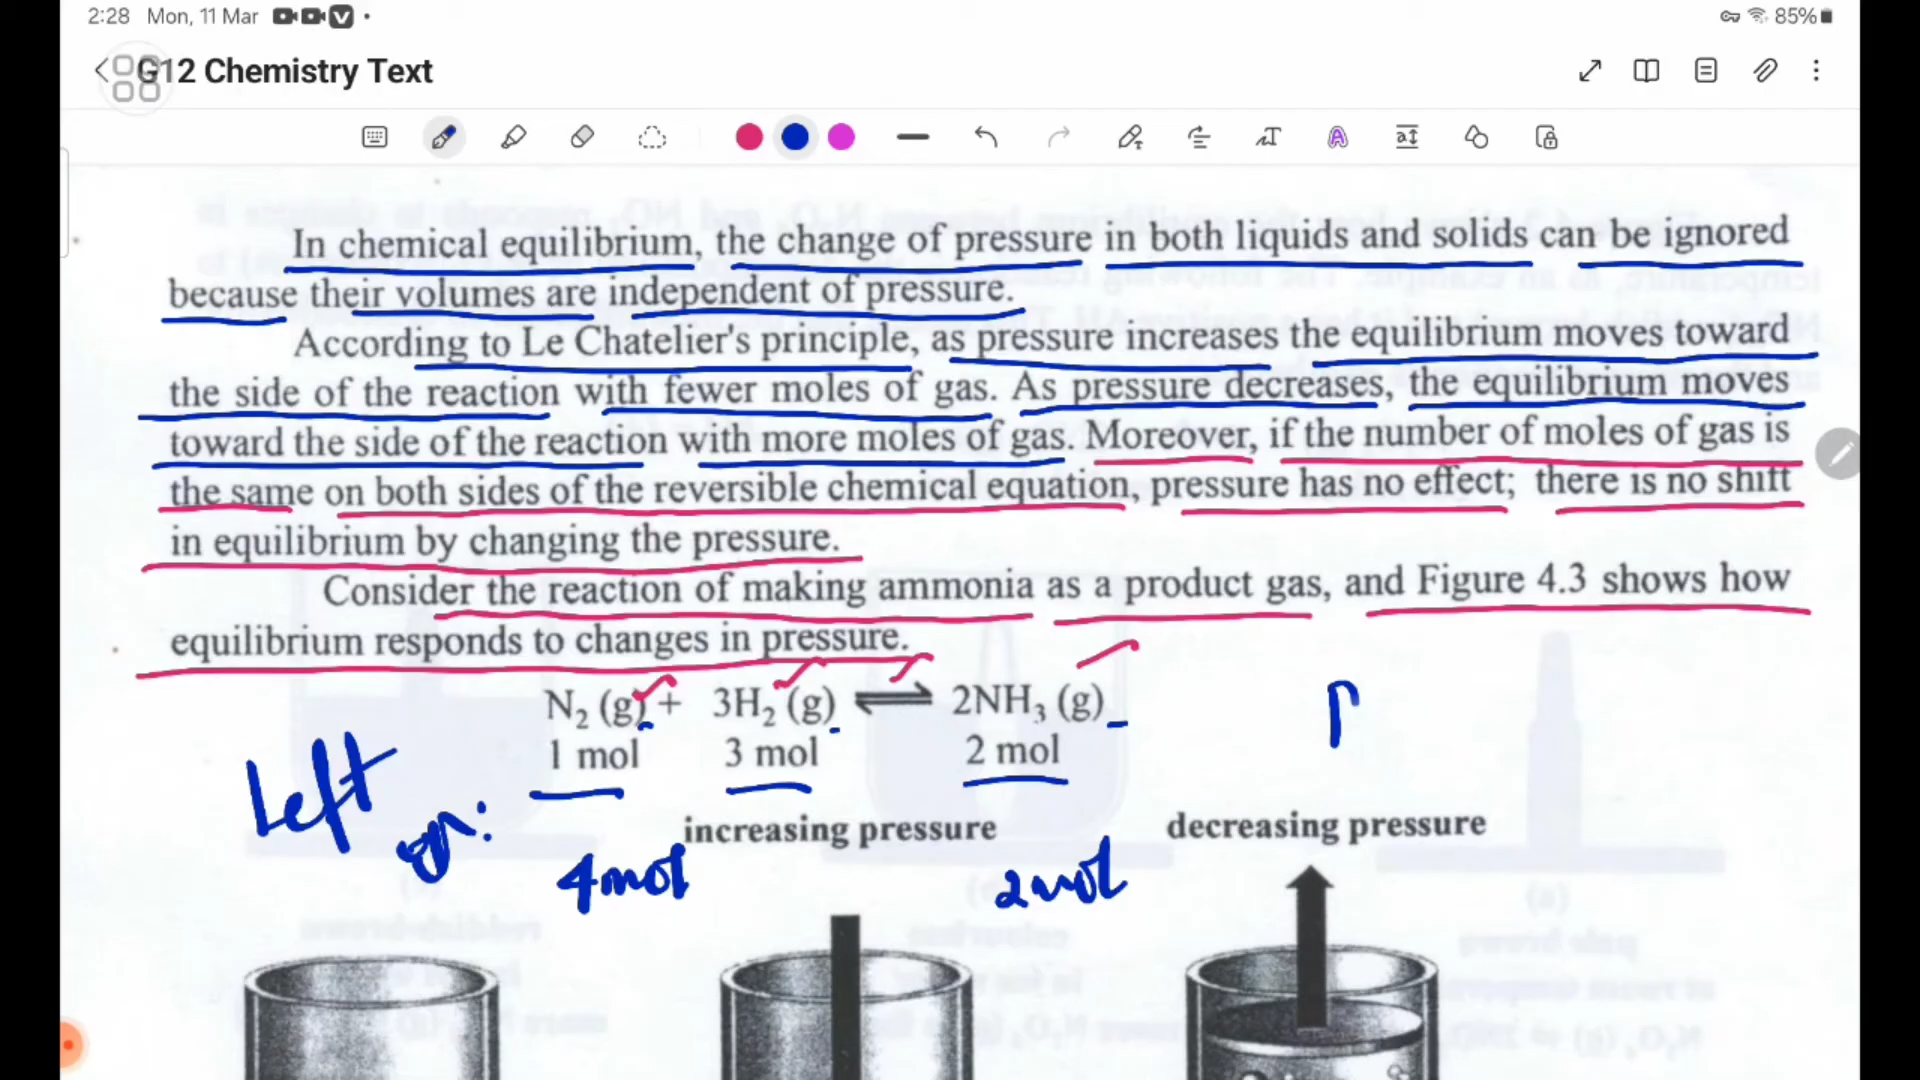 2:28 Mon, 11 Mar
85%
G12 Chemistry Text
In chemical equilibrium, the change of pressure in both liquids and solids can be ignored
because their volumes are independent of pressure.
According to Le Chatelier's principle, as pressure increases the equilibrium moves toward
the side of the reaction with fewer moles of gas. As pressure decreases, the equilibrium moves
toward the side of the reaction with more moles of gas. Moreover, if the number of moles of gas is
the same on both sides of the reversible chemical equation, pressure has no effect; there is no shift
in equilibrium by changing the pressure.
Consider the reaction of making ammonia as a product gas, and Figure 4.3 shows how
equilibrium responds to changes in pressure.
N₂ (g) + 3H₂ (g) ⇌ 2NH₃ (g)
1 mol 3 mol 2 mol
Left
increasing pressure decreasing pressure
4mol 2mol